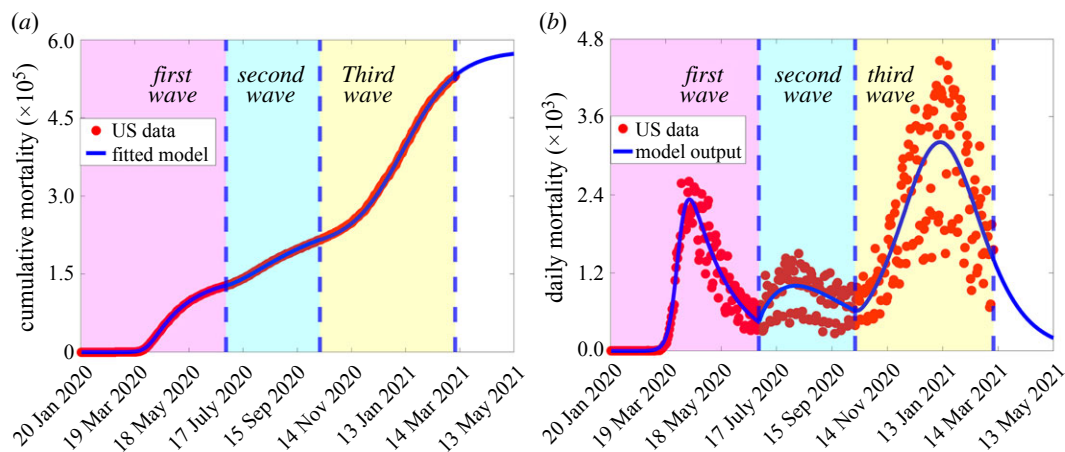 (a)
cumulative mortality (×10⁵)
6.0
4.5
3.0
1.5
0
first
wave
second
wave
Third
wave
US data
fitted model
20 Jan 2020
19 Mar 2020
18 May 2020
17 July 2020
15 Sep 2020
14 Nov 2020
13 Jan 2021
14 Mar 2021
13 May 2021
(b)
daily mortality (×10³)
4.8
3.6
2.4
1.2
0.0
first
wave
second
wave
third
wave
US data
model output
20 Jan 2020
19 Mar 2020
18 May 2020
17 July 2020
15 Sep 2020
14 Nov 2020
13 Jan 2021
14 Mar 2021
13 May 2021